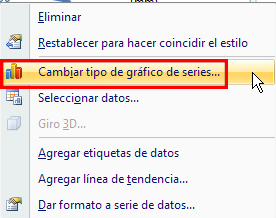 Eliminar
Restablecer para hacer coincidir el estilo
Cambiar tipo de gráfico de series...
Seleccionar datos...
Giro 3D...
Agregar etiquetas de datos
Agregar línea de tendencia...
Dar formato a serie de datos...